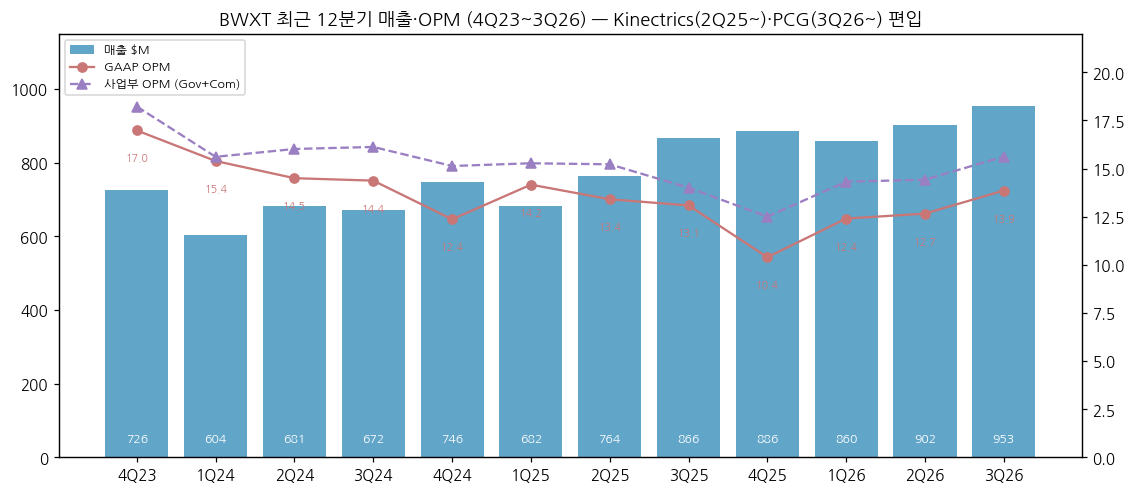 BWXT 최근 12분기 매출·OPM (4Q23~3Q26) — Kinectrics(2Q25~)·PCG(3Q26~) 편입
매출 $M
GAAP OPM
사업부 OPM (Gov+Com)
1000
800
600
400
200
0
20.0
17.5
15.0
12.5
10.0
7.5
5.0
2.5
0.0
17.0
15.4
14.5
14.4
726
604
681
672
746
682
764
866
886
860
902
953
4Q23
1Q24
2Q24
3Q24
4Q24
1Q25
2Q25
3Q25
4Q25
1Q26
2Q26
3Q26